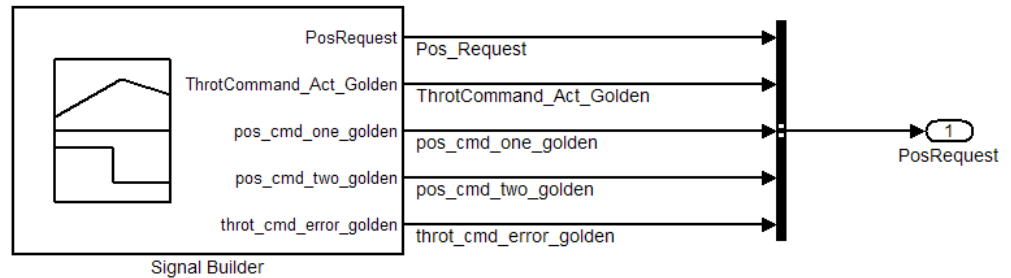 PosRequest
Pos_Request
ThrotCommand_Act_Golden
ThrotCommand_Act_Golden
pos_cmd_one_golden
pos_cmd_one_golden
1
PosRequest
pos_cmd_two_golden
pos_cmd_two_golden
throt_cmd_error_golden
throt_cmd_error_golden
Signal Builder